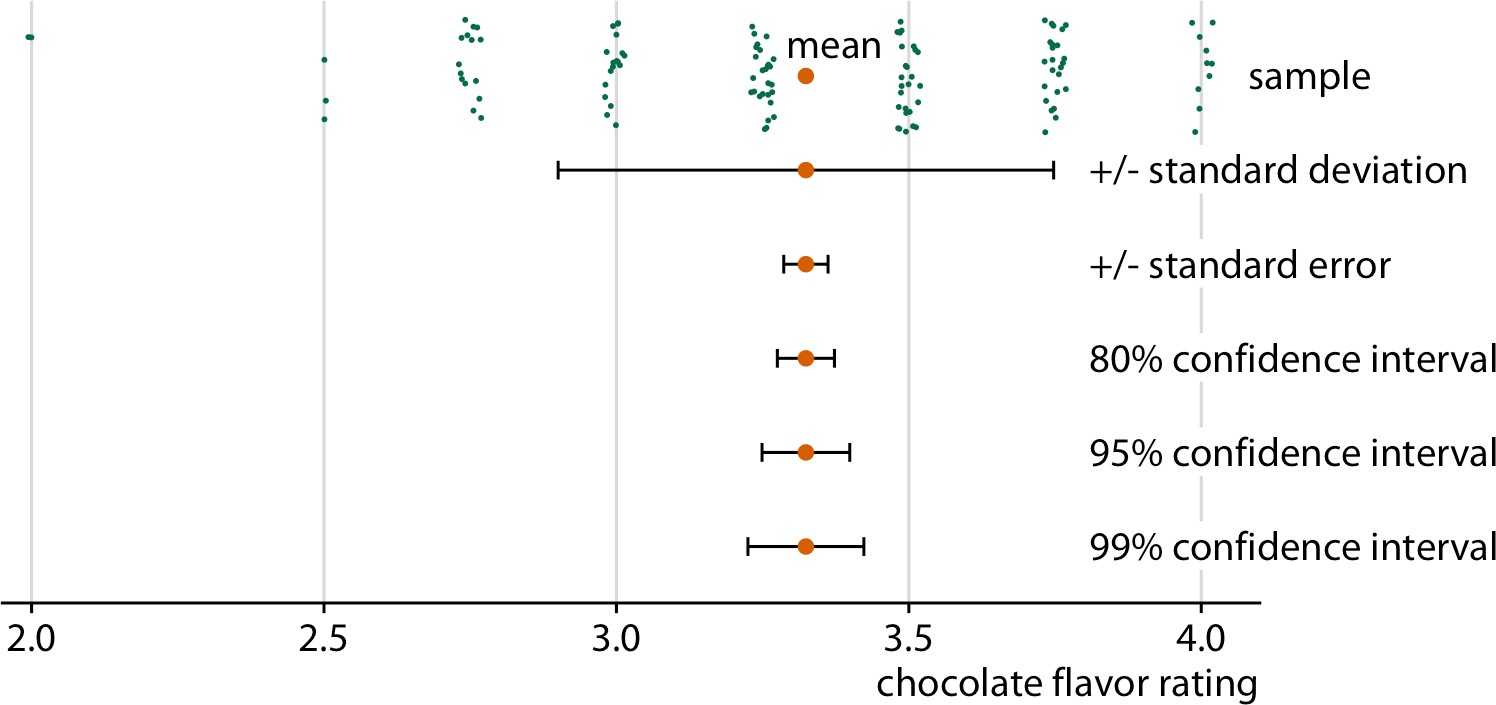 mean
sample
+/- standard deviation
+/- standard error
80% confidence interval
95% confidence interval
99% confidence interval
2.0 2.5 3.0 3.5 4.0
chocolate flavor rating